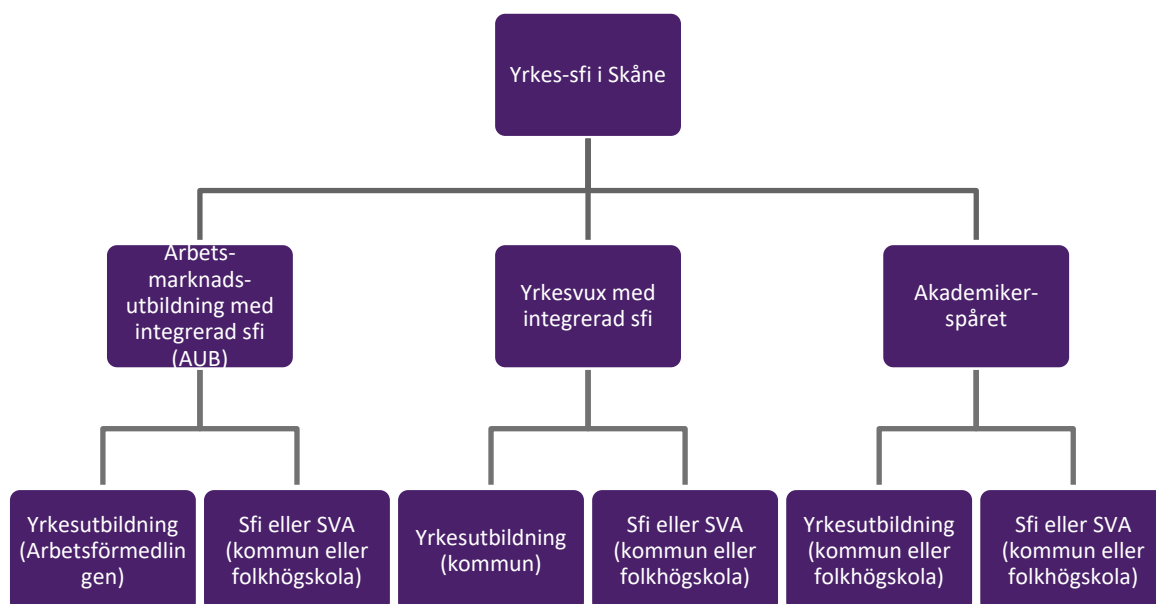 Yrkes-sfi i Skåne
Arbets-
marknads-
utbildning med
integrerad sfi
(AUB)
Yrkesvux med
integrerad sfi
Akademiker-
spåret
Yrkesutbildning
(Arbetsförmedlin
gen)
Sfi eller SVA
(kommun eller
folkhögskola)
Yrkesutbildning
(kommun)
Sfi eller SVA
(kommun eller
folkhögskola)
Yrkesutbildning
(kommun eller
folkhögskola)
Sfi eller SVA
(kommun eller
folkhögskola)